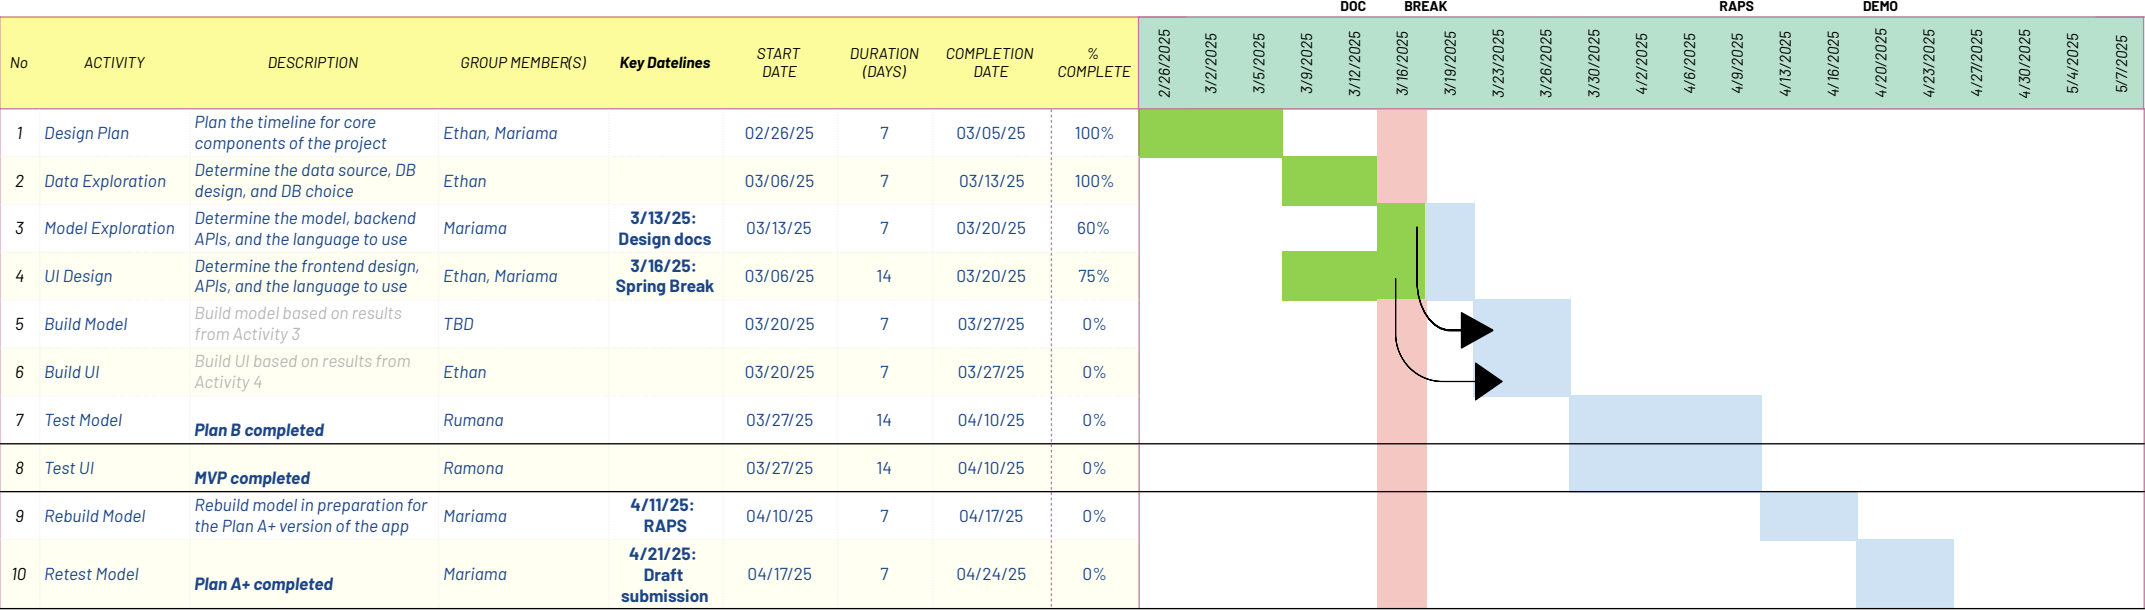 DOC BREAK RAPS DEMO
No ACTIVITY DESCRIPTION GROUP MEMBER(S) Key Datelines START DATE DURATION (DAYS) COMPLETION DATE % COMPLETE 2/26/2025 3/2/2025 3/5/2025 3/9/2025 3/12/2025 3/16/2025 3/19/2025 3/23/2025 3/26/2025 3/30/2025 4/2/2025 4/6/2025 4/9/2025 4/13/2025 4/16/2025 4/20/2025 4/23/2025 4/27/2025 4/30/2025 5/4/2025 5/7/2025
1 Design Plan Plan the timeline for core components of the project Ethan, Mariama 02/26/25 7 03/05/25 100%
2 Data Exploration Determine the data source, DB design, and DB choice Ethan 03/06/25 7 03/13/25 100%
3 Model Exploration Determine the model, backend APIs, and the language to use Mariama 3/13/25: Design docs 03/13/25 7 03/20/25 60%
4 UI Design Determine the frontend design, APIs, and the language to use Ethan, Mariama 3/16/25: Spring Break 03/06/25 14 03/20/25 75%
5 Build Model Build model based on results from Activity 3 TBD 03/20/25 7 03/27/25 0%
6 Build UI Build UI based on results from Activity 4 Ethan 03/20/25 7 03/27/25 0%
7 Test Model Plan B completed Rumana 03/27/25 14 04/10/25 0%
8 Test UI MVP completed Ramona 03/27/25 14 04/10/25 0%
9 Rebuild Model Rebuild model in preparation for the Plan A+ version of the app Mariama 4/11/25: RAPS 04/10/25 7 04/17/25 0%
10 Retest Model Plan A+ completed Mariama 4/21/25: Draft submission 04/17/25 7 04/24/25 0%